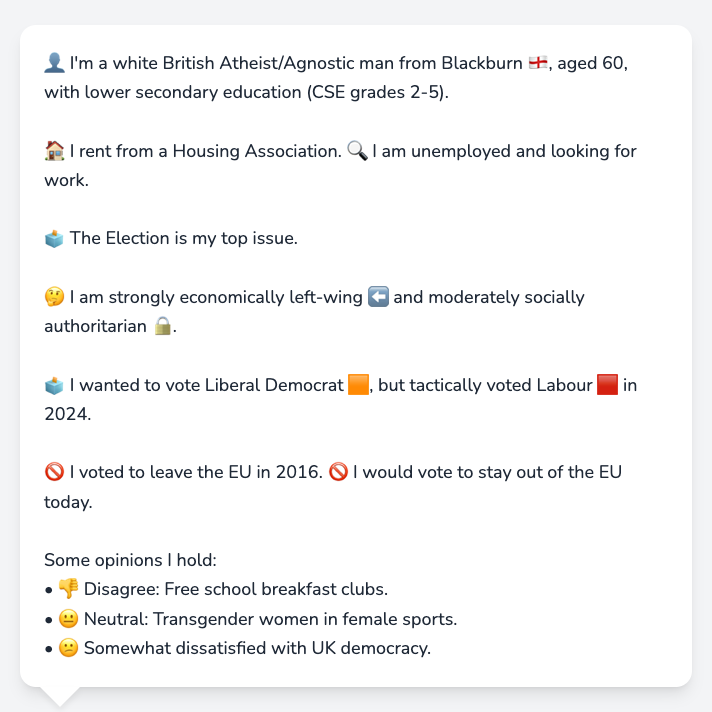 👤 I'm a white British Atheist/Agnostic man from Blackburn 🏴󠁧󠁢󠁥󠁮󠁧󠁿, aged 60,
with lower secondary education (CSE grades 2-5).
🏠 I rent from a Housing Association. 🔍 I am unemployed and looking for
work.
🗳️ The Election is my top issue.
🤔 I am strongly economically left-wing ⬅️ and moderately socially
authoritarian 🔒.
🗳️ I wanted to vote Liberal Democrat 🟧, but tactically voted Labour 🟥 in
2024.
🚫 I voted to leave the EU in 2016. 🚫 I would vote to stay out of the EU
today.
Some opinions I hold:
• 👎 Disagree: Free school breakfast clubs.
• 😐 Neutral: Transgender women in female sports.
• 😕 Somewhat dissatisfied with UK democracy.